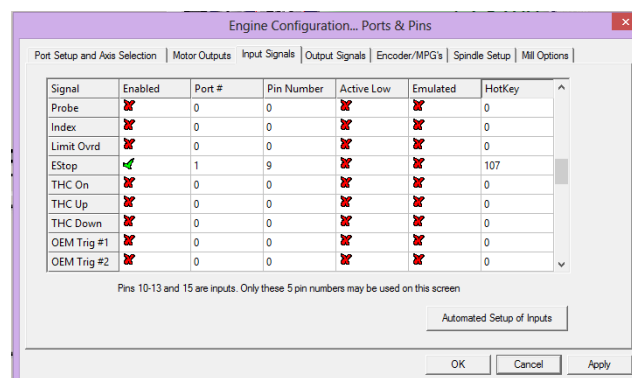 Engine Configuration... Ports & Pins
Port Setup and Axis Selection Motor Outputs Input Signals Output Signals Encoder/MPG's Spindle Setup Mill Options
Signal Enabled Port # Pin Number Active Low Emulated HotKey
Probe 0 0 0
Index 0 0 0
Limit Ovrd 0 0 0
EStop 1 9 107
THC On 0 0 0
THC Up 0 0 0
THC Down 0 0 0
OEM Trig #1 0 0 0
OEM Trig #2 0 0 0
Pins 10-13 and 15 are inputs. Only these 5 pin numbers may be used on this screen
Automated Setup of Inputs
OK Cancel Apply